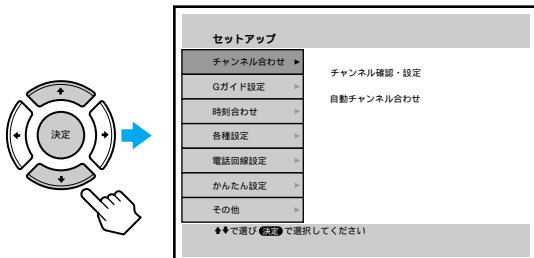 セットアップ
チャンネル合わせ
Gガイド設定
時刻合わせ
各種設定
電話回線設定
かんたん設定
その他
チャンネル確認・設定
自動チャンネル合わせ
決定
で選び 決定 で選択してください